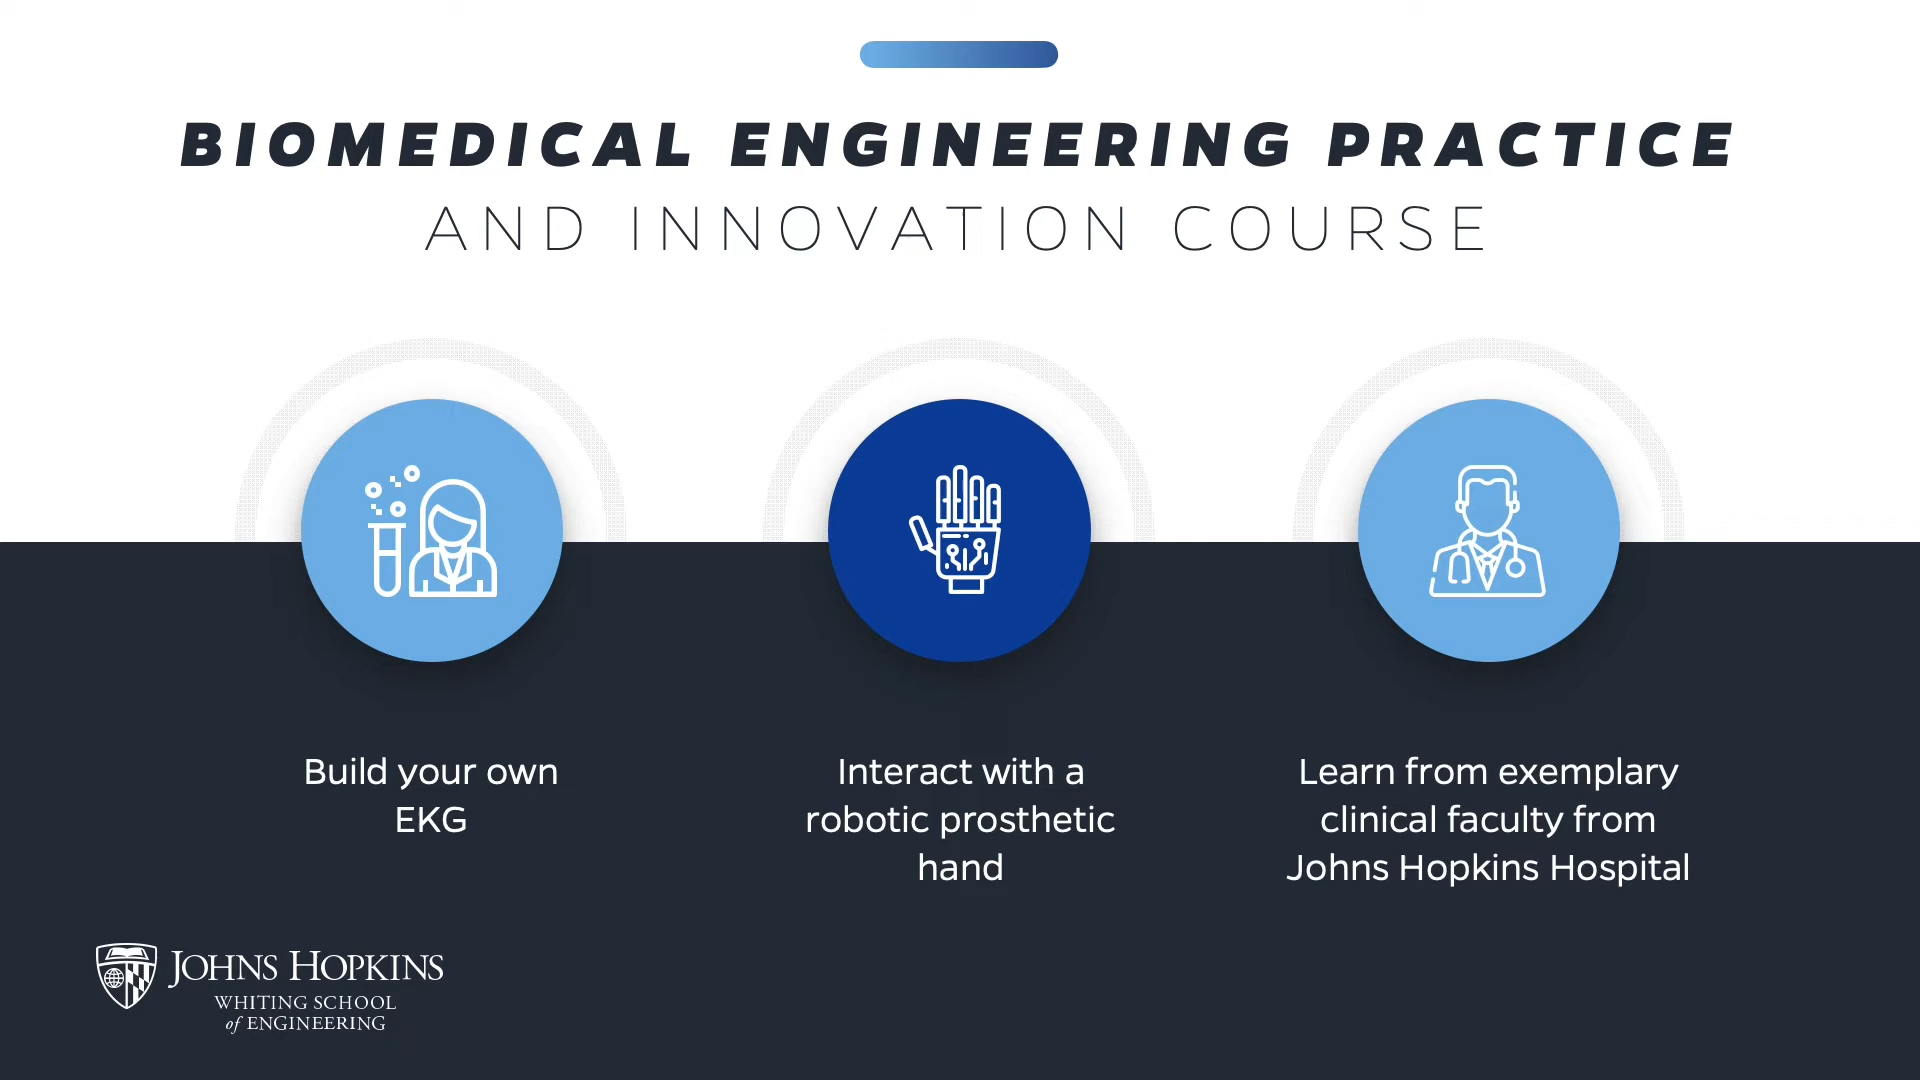 BIOMEDICAL ENGINEERING PRACTICE
AND INNOVATION COURSE
Build your own
EKG
Interact with a
robotic prosthetic
hand
Learn from exemplary
clinical faculty from
Johns Hopkins Hospital
JOHNS HOPKINS
WHITING SCHOOL
of ENGINEERING